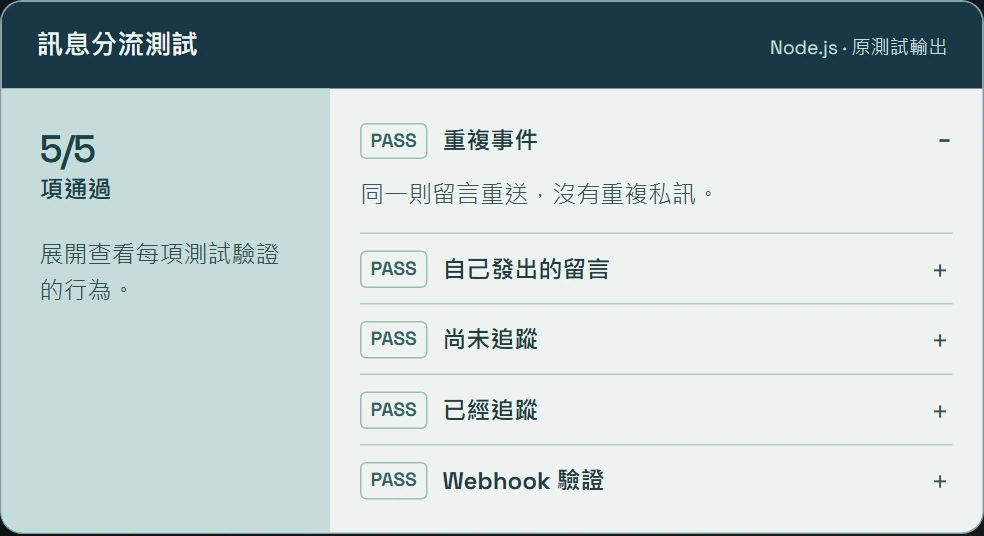 訊息分流測試
Node.js · 原測試輸出
5/5
項通過
展開查看每項測試驗證
的行為。
PASS 重複事件 −
同一則留言重送，沒有重複私訊。
PASS 自己發出的留言 +
PASS 尚未追蹤 +
PASS 已經追蹤 +
PASS Webhook 驗證 +